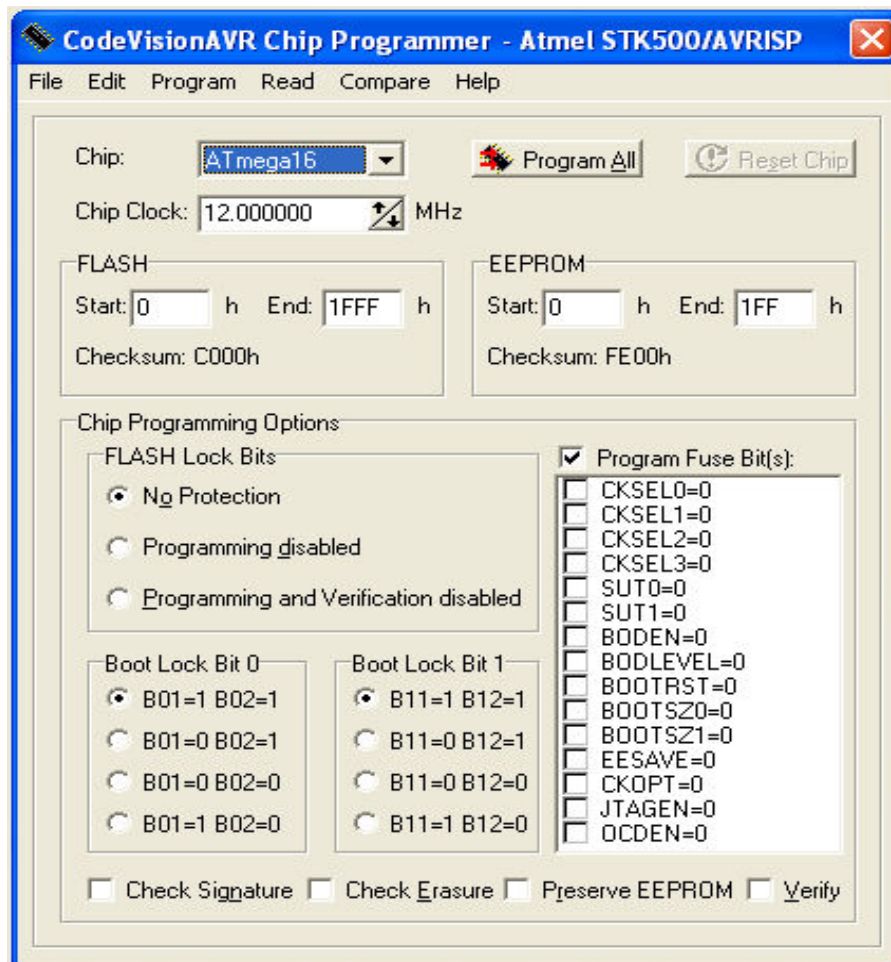 CodeVisionAVR Chip Programmer - Atmel STK500/AVRISP
File Edit Program Read Compare Help
Chip: ATmega16 Program All Reset Chip
Chip Clock: 12.000000 MHz
FLASH
Start: 0 h End: 1FFF h
Checksum: C000h
EEPROM
Start: 0 h End: 1FF h
Checksum: FE00h
Chip Programming Options
FLASH Lock Bits
No Protection
Programming disabled
Programming and Verification disabled
Program Fuse Bit(s):
CKSEL0=0
CKSEL1=0
CKSEL2=0
CKSEL3=0
SUT0=0
SUT1=0
BODEN=0
BODLEVEL=0
BOOTRST=0
BOOTSZ0=0
BOOTSZ1=0
EESAVE=0
CKOPT=0
JTAGEN=0
OCDEN=0
Boot Lock Bit 0
B01=1 B02=1
B01=0 B02=1
B01=0 B02=0
B01=1 B02=0
Boot Lock Bit 1
B11=1 B12=1
B11=0 B12=1
B11=0 B12=0
B11=1 B12=0
Check Signature Check Erasure Preserve EEPROM Verify